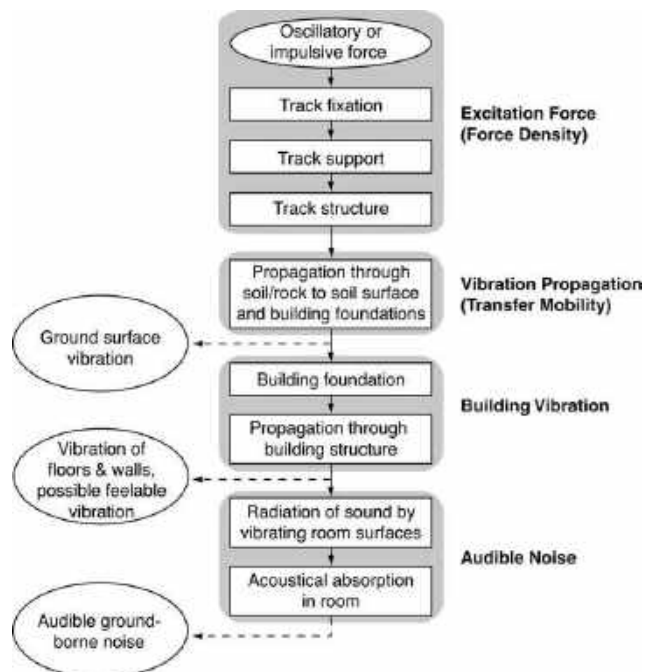 Oscillatory or
impulsive force
Track fixation
Excitation Force
(Force Density)
Track support
Track structure
Propagation through
soil/rock to soil surface
and building foundations
Vibration Propagation
(Transfer Mobility)
Ground surface
vibration
Building foundation
Building Vibration
Propagation through
building structure
Vibration of
floors & walls,
possible feelable
vibration
Radiation of sound by
vibrating room surfaces
Audible Noise
Acoustical absorption
in room
Audible ground-
borne noise